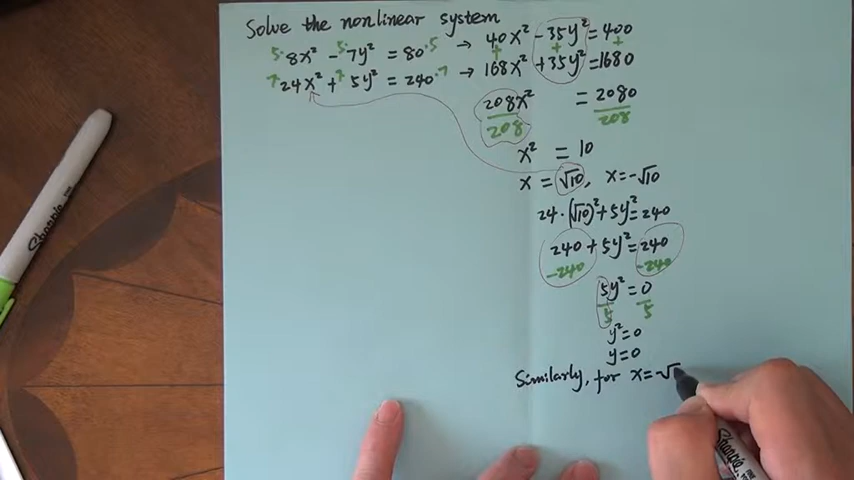 Solve the nonlinear system
5· 8x² - 5· 7y² = 80 ·5 → 40x² - 35y² = 400
7· 24x² + 7· 5y² = 240 ·7 → 168x² + 35y² = 1680
+ + +
208x² = 2080
208 208
x² = 10
x = √10, x = -√10
24 · (√10)² + 5y² = 240
240 + 5y² = 240
-240 -240
5y² = 0
5 5
y² = 0
y = 0
Similarly, for x = -√
Sharpie
Sharpie